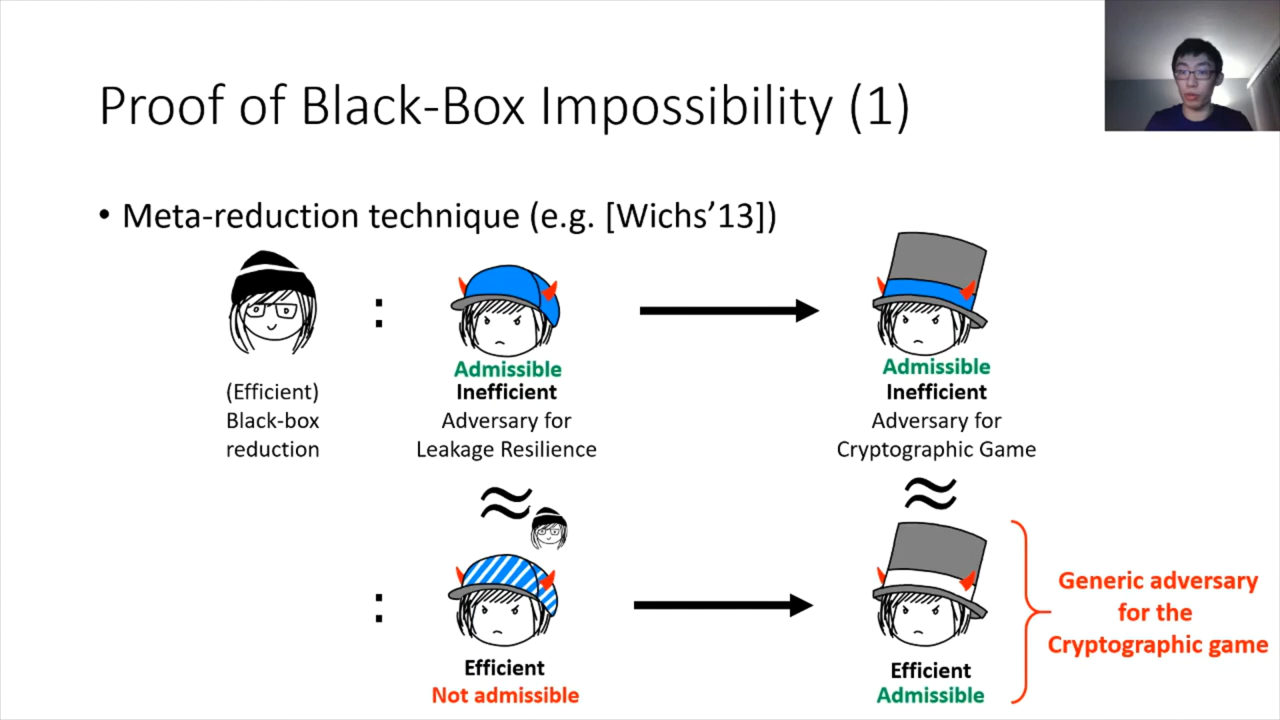 Proof of Black-Box Impossibility (1)
• Meta-reduction technique (e.g. [Wichs’13])
:
(Efficient)
Black-box
reduction
Admissible
Inefficient
Adversary for
Leakage Resilience
Admissible
Inefficient
Adversary for
Cryptographic Game
≈
≈
:
Efficient
Not admissible
Efficient
Admissible
Generic adversary
for the
Cryptographic game